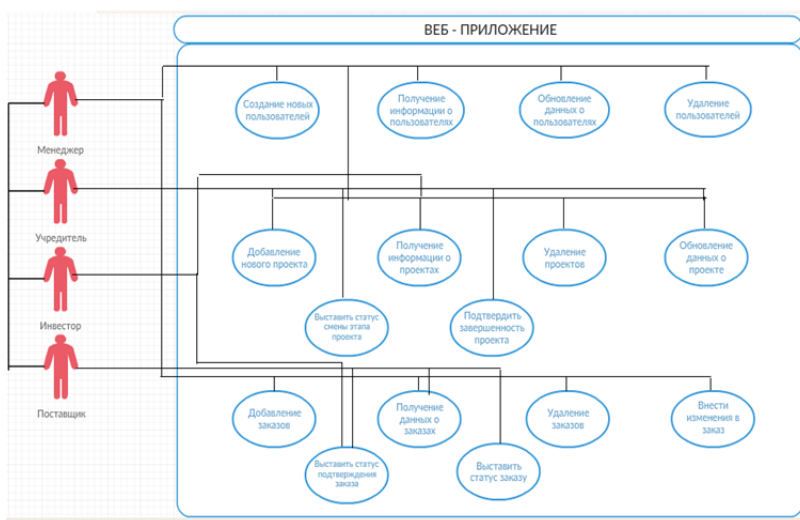 ВЕБ - ПРИЛОЖЕНИЕ
Менеджер
Учредитель
Инвестор
Поставщик
Создание новых
пользователей
Получение
информации о
пользователях
Обновление
данных о
пользователях
Удаление
пользователей
Добавление
нового проекта
Получение
информации о
проектах
Удаление
проектов
Обновление
данных о
проекте
Выставить статус
смены этапа
проекта
Подтвердить
завершенность
проекта
Добавление
заказов
Получение
данных о
заказах
Удаление
заказов
Внести
изменения в
заказ
Выставить статус
подтверждения
заказа
Выставить
статус заказу